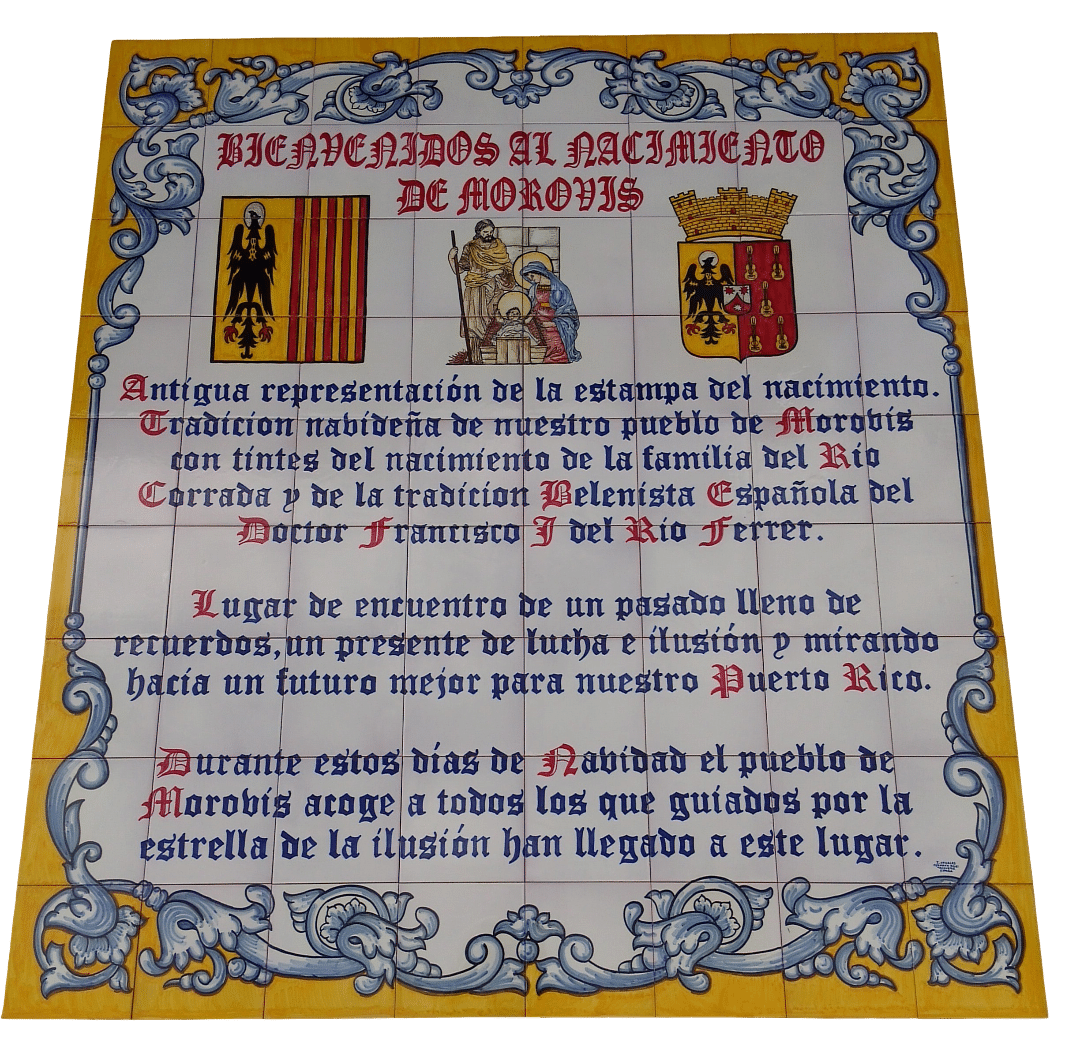 BIENVENIDOS AL NACIMIENTO
DE MOROVIS
Antigua representación de la estampa del nacimiento.
Tradicion navideña de nuestro pueblo de Morovis
con tintes del nacimiento de la familia del Rio
Corrada y de la tradicion Belenista Española del
Doctor Francisco J del Rio Ferrer.
Lugar de encuentro de un pasado lleno de
recuerdos,un presente de lucha e ilusión y mirando
hacia un futuro mejor para nuestro Puerto Rico.
Durante estos días de Navidad el pueblo de
Morovis acoge a todos los que guiados por la
estrella de la ilusión han llegado a este lugar.